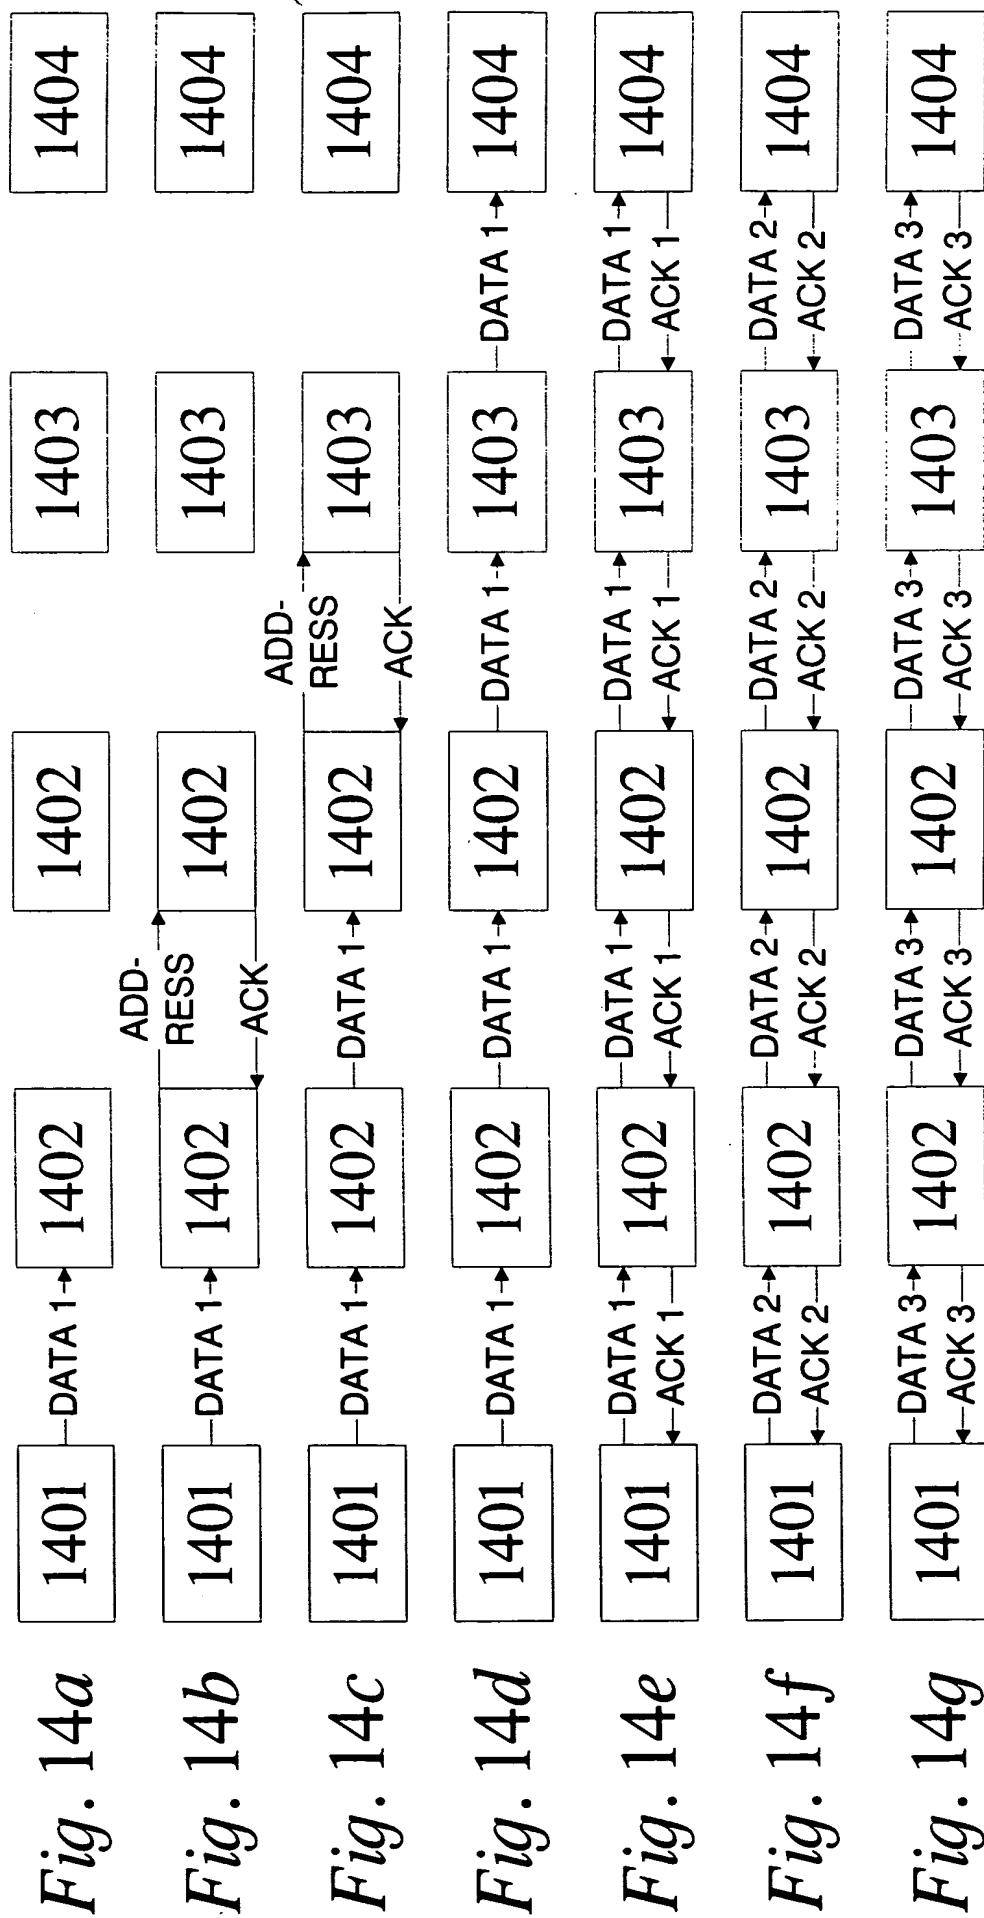 Fig. 14a
1401 DATA 1 1402 1402 1403 1404
Fig. 14b
1401 DATA 1 1402 ADD-
RESS
ACK 1402 1403 1404
Fig. 14c
1401 DATA 1 1402 DATA 1 1402 ADD-
RESS
ACK 1403 1404
Fig. 14d
1401 DATA 1 1402 DATA 1 1402 DATA 1 1403 DATA 1 1404
Fig. 14e
1401 DATA 1 1402 DATA 1 1402 DATA 1 1403 DATA 1 1404
ACK 1 ACK 1 ACK 1 ACK 1
Fig. 14f
1401 DATA 2 1402 DATA 2 1402 DATA 2 1403 DATA 2 1404
ACK 2 ACK 2 ACK 2 ACK 2
Fig. 14g
1401 DATA 3 1402 DATA 3 1402 DATA 3 1403 DATA 3 1404
ACK 3 ACK 3 ACK 3 ACK 3